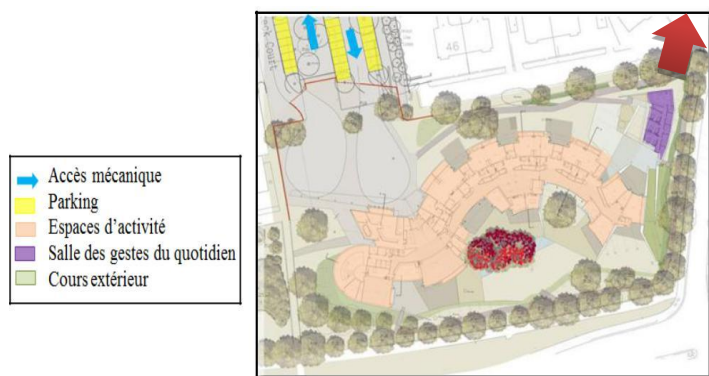 Accès mécanique
Parking
Espaces d'activité
Salle des gestes du quotidien
Cours extérieur
46